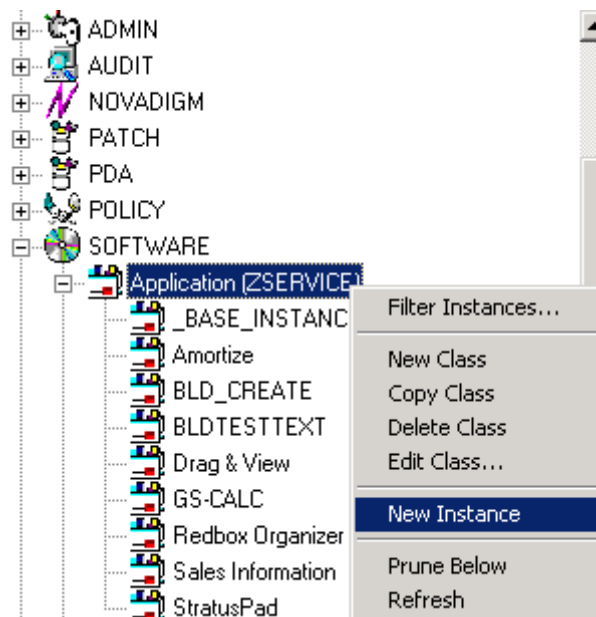 ADMIN
AUDIT
NOVADIGM
PATCH
PDA
POLICY
SOFTWARE
Application (ZSERVICE)
_BASE_INSTANC
Amortize
BLD_CREATE
BLDTESTTEXT
Drag & View
GS-CALC
Redbox Organizer
Sales Information
StratusPad
Filter Instances...
New Class
Copy Class
Delete Class
Edit Class...
New Instance
Prune Below
Refresh